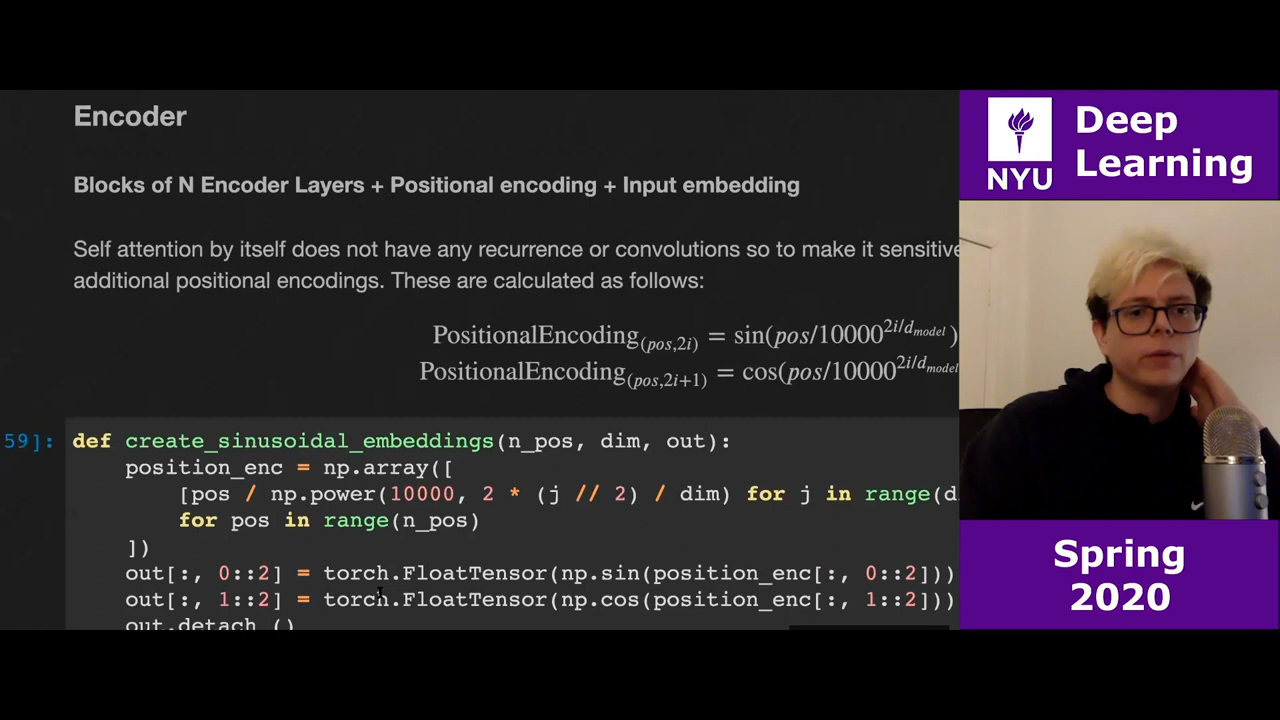 Encoder
Blocks of N Encoder Layers + Positional encoding + Input embedding
Self attention by itself does not have any recurrence or convolutions so to make it sensitive
additional positional encodings. These are calculated as follows:
PositionalEncoding(pos,2i) = sin(pos/10000^2i/dmodel)
PositionalEncoding(pos,2i+1) = cos(pos/10000^2i/dmodel
59]: def create_sinusoidal_embeddings(n_pos, dim, out):
position_enc = np.array([
[pos / np.power(10000, 2 * (j // 2) / dim) for j in range(d
for pos in range(n_pos)
])
out[:, 0::2] = torch.FloatTensor(np.sin(position_enc[:, 0::2]))
out[:, 1::2] = torch.FloatTensor(np.cos(position_enc[:, 1::2]))
out.detach_()
NYU
Deep
Learning
Spring
2020